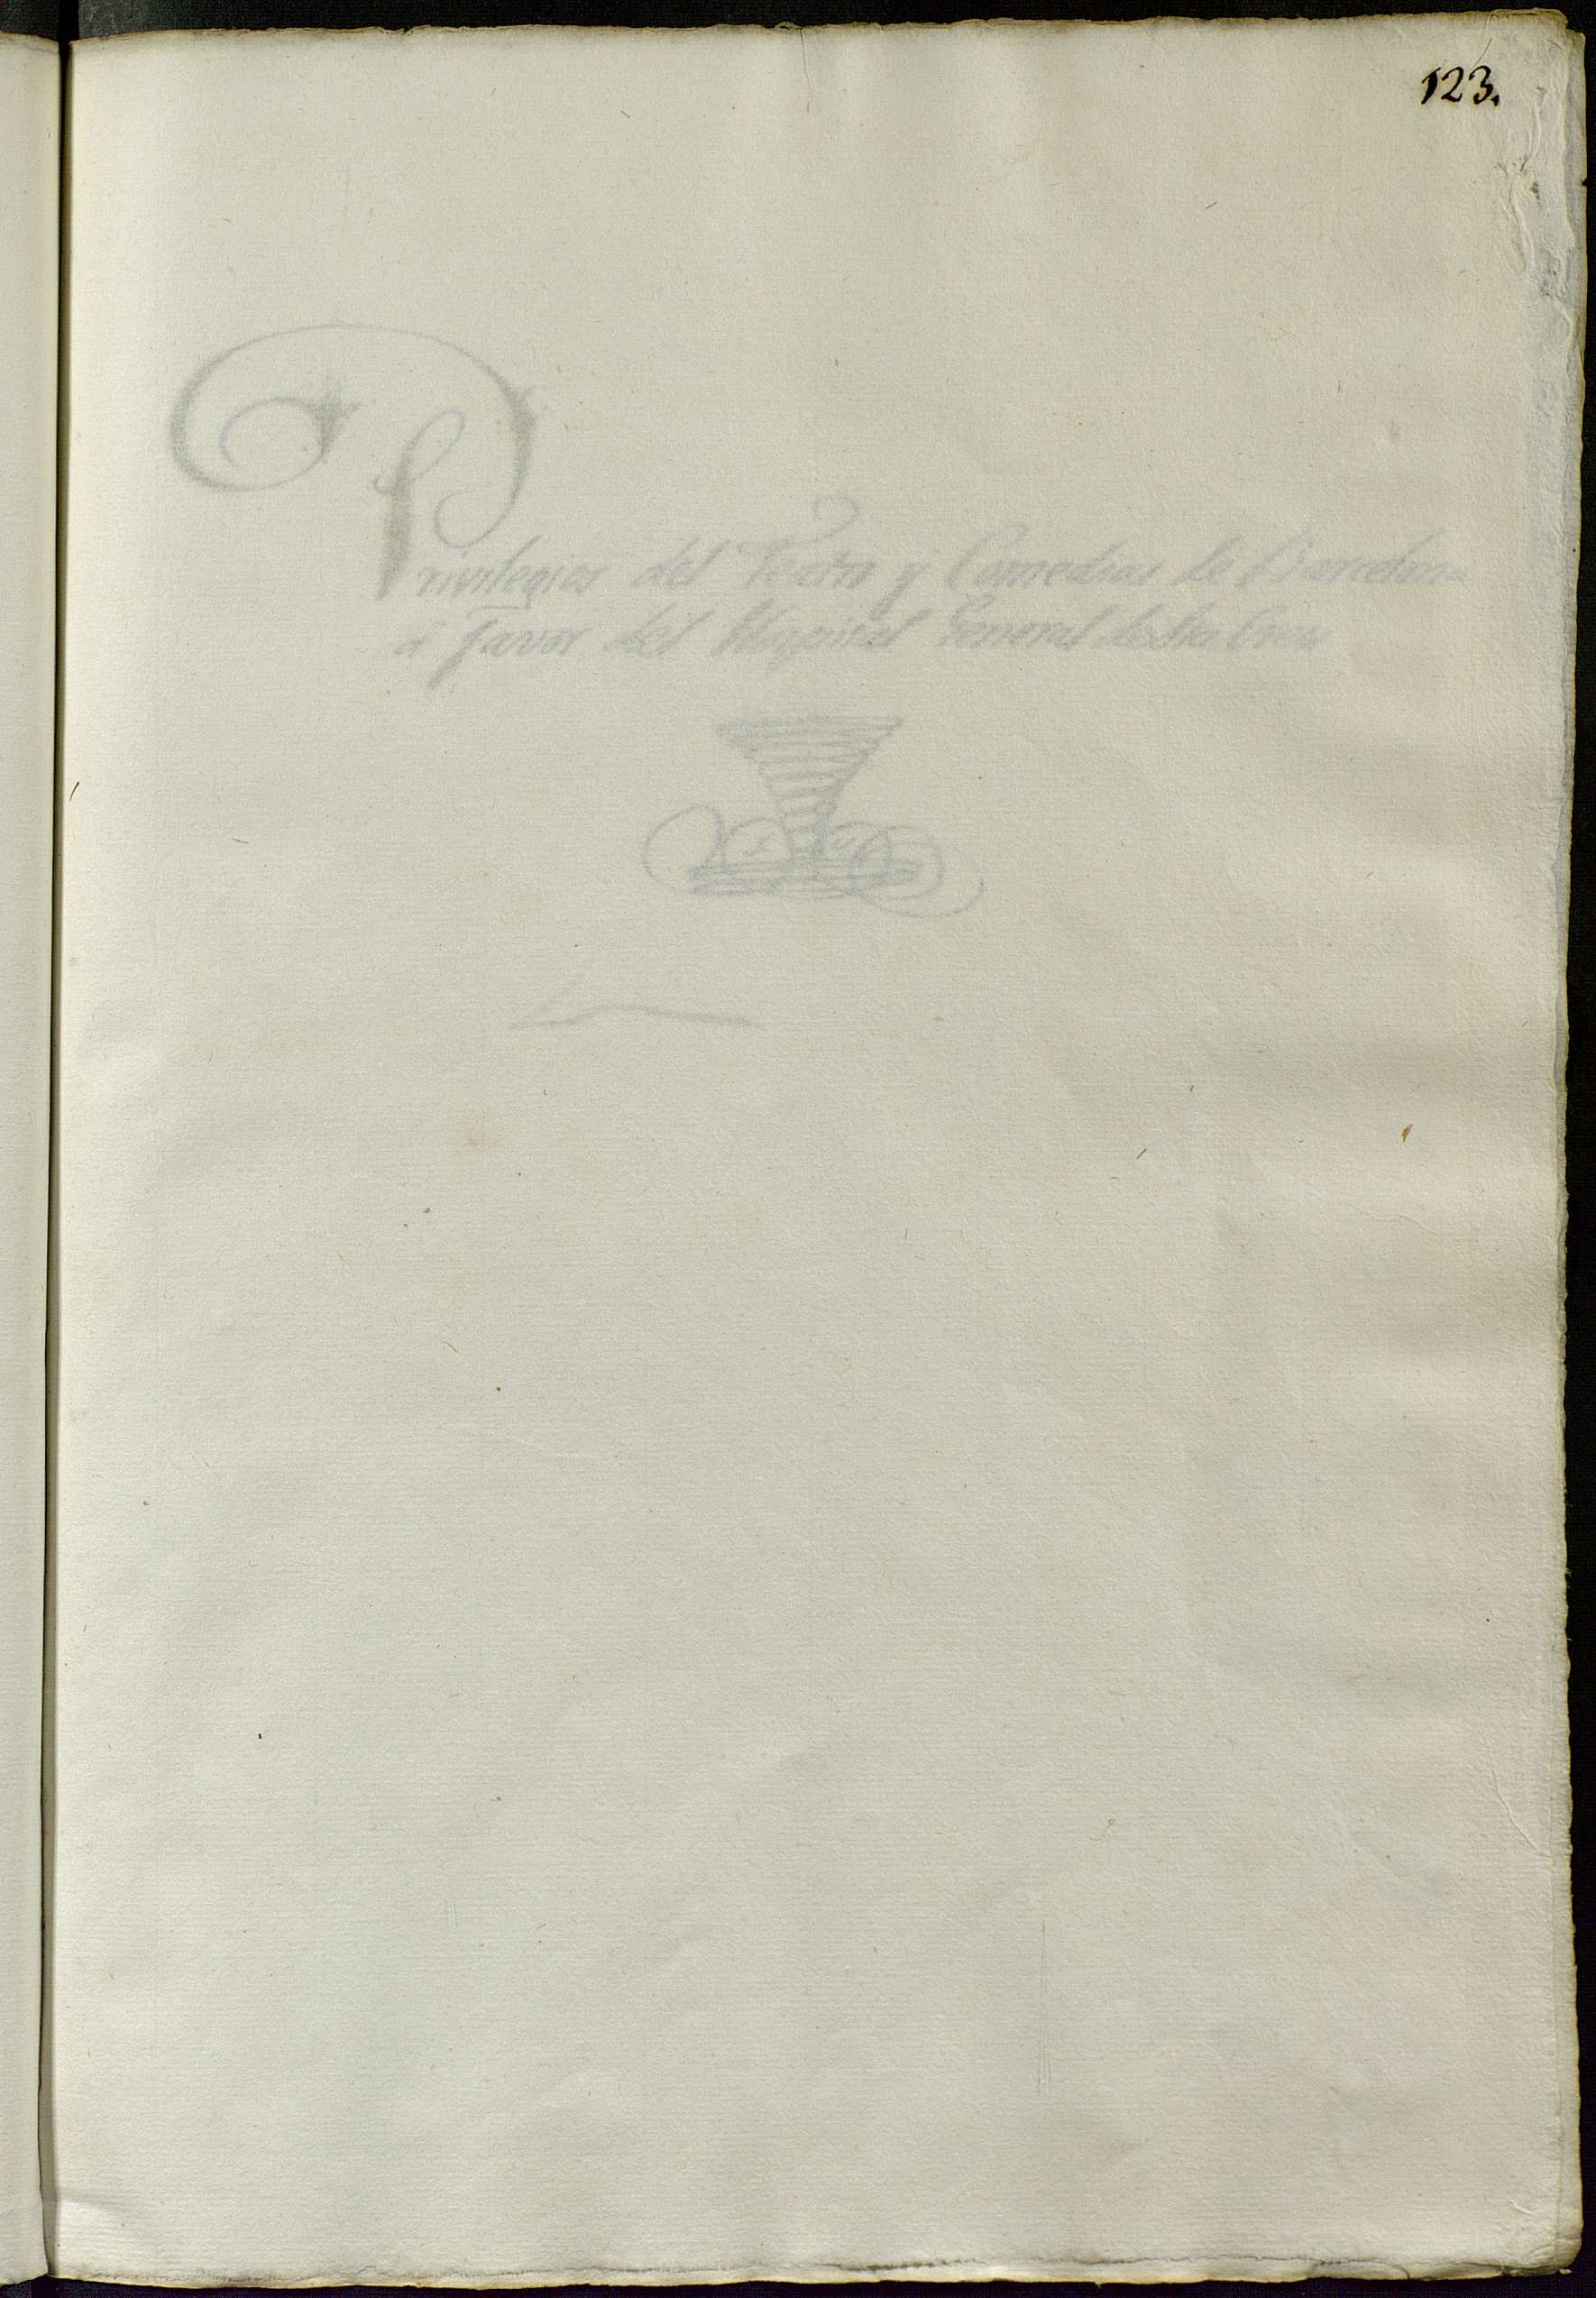 123.
Privilegios del Teatro y Comedias de Barcelona
á Favor del Hospital General de Sta Cruz